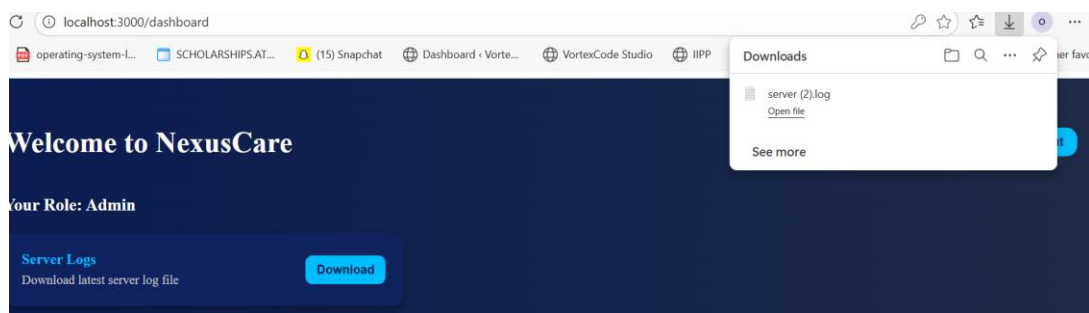 localhost:3000/dashboard
operating-system-l... SCHOLARSHIPS.AT... (15) Snapchat Dashboard ‹ Vorte... VortexCode Studio IIPP
Downloads
server (2).log
Open file
See more
Welcome to NexusCare
Your Role: Admin
Server Logs
Download latest server log file
Download